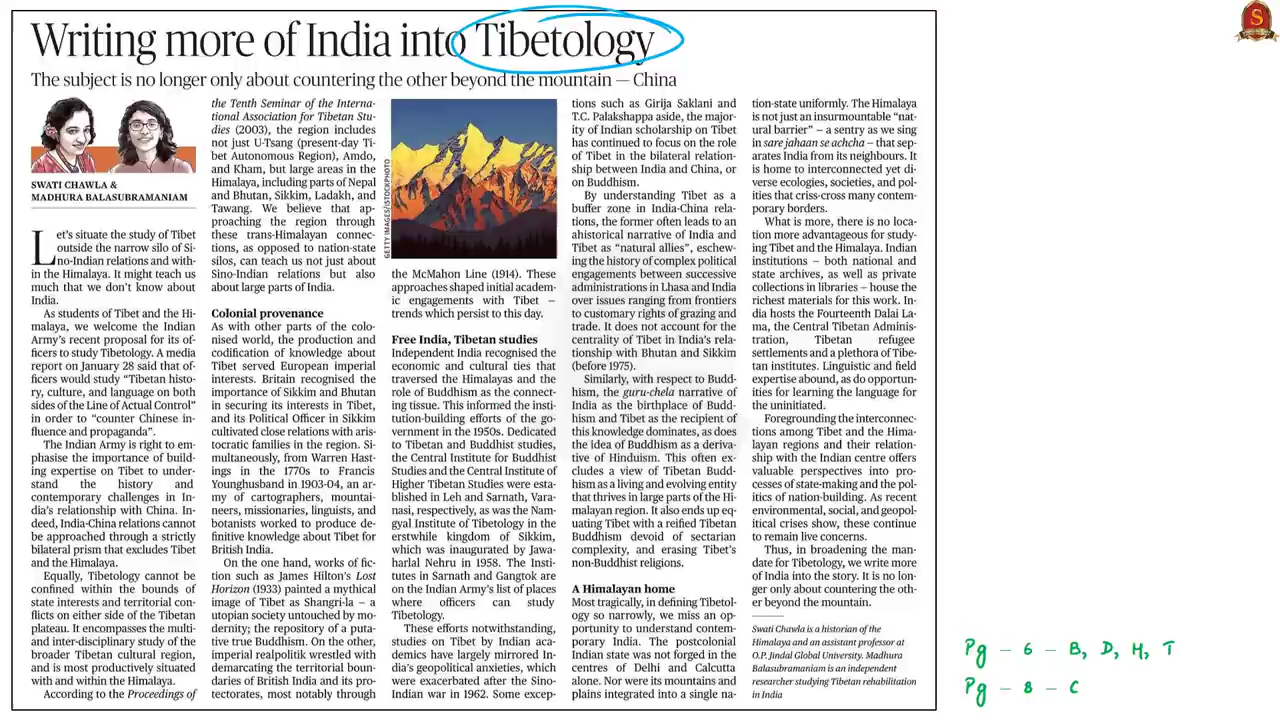 Writing more of India into Tibetology
The subject is no longer only about countering the other beyond the mountain — China
SWATI CHAWLA &
MADHURA BALASUBRAMANIAM
Let's situate the study of Tibet
outside the narrow silo of Si-
no-Indian relations and with-
in the Himalaya. It might teach us
much that we don't know about
India.
As students of Tibet and the Hi-
malaya, we welcome the Indian
Army's recent proposal for its of-
ficers to study Tibetology. A media
report on January 28 said that of-
ficers would study "Tibetan histo-
ry, culture, and language on both
sides of the Line of Actual Control"
in order to "counter Chinese in-
fluence and propaganda".
The Indian Army is right to em-
phasise the importance of build-
ing expertise on Tibet to under-
stand the history and
contemporary challenges in In-
dia's relationship with China. In-
deed, India-China relations cannot
be approached through a strictly
bilateral prism that excludes Tibet
and the Himalaya.
Equally, Tibetology cannot be
confined within the bounds of
state interests and territorial con-
flicts on either side of the Tibetan
plateau. It encompasses the multi-
and inter-disciplinary study of the
broader Tibetan cultural region,
and is most productively situated
with and within the Himalaya.
According to the Proceedings of
the Tenth Seminar of the Interna-
tional Association for Tibetan Stu-
dies (2003), the region includes
not just U-Tsang (present-day Ti-
bet Autonomous Region), Amdo,
and Kham, but large areas in the
Himalaya, including parts of Nepal
and Bhutan, Sikkim, Ladakh, and
Tawang. We believe that ap-
proaching the region through
these trans-Himalayan connec-
tions, as opposed to nation-state
silos, can teach us not just about
Sino-Indian relations but also
about large parts of India.
Colonial provenance
As with other parts of the colo-
nised world, the production and
codification of knowledge about
Tibet served European imperial
interests. Britain recognised the
importance of Sikkim and Bhutan
in securing its interests in Tibet,
and its Political Officer in Sikkim
cultivated close relations with aris-
tocratic families in the region. Si-
multaneously, from Warren Hast-
ings in the 1770s to Francis
Younghusband in 1903-04, an ar-
my of cartographers, mountai-
neers, missionaries, linguists, and
botanists worked to produce de-
finitive knowledge about Tibet for
British India.
On the one hand, works of fic-
tion such as James Hilton's Lost
Horizon (1933) painted a mythical
image of Tibet as Shangri-la – a
utopian society untouched by mo-
dernity; the repository of a puta-
tive true Buddhism. On the other,
imperial realpolitik wrestled with
demarcating the territorial boun-
daries of British India and its pro-
tectorates, most notably through
GETTY IMAGES/ISTOCKPHOTO
the McMahon Line (1914). These
approaches shaped initial academ-
ic engagements with Tibet –
trends which persist to this day.
Free India, Tibetan studies
Independent India recognised the
economic and cultural ties that
traversed the Himalayas and the
role of Buddhism as the connect-
ing tissue. This informed the insti-
tution-building efforts of the go-
vernment in the 1950s. Dedicated
to Tibetan and Buddhist studies,
the Central Institute for Buddhist
Studies and the Central Institute of
Higher Tibetan Studies were esta-
blished in Leh and Sarnath, Vara-
nasi, respectively, as was the Nam-
gyal Institute of Tibetology in the
erstwhile kingdom of Sikkim,
which was inaugurated by Jawa-
harlal Nehru in 1958. The Insti-
tutes in Sarnath and Gangtok are
on the Indian Army's list of places
where officers can study
Tibetology.
These efforts notwithstanding,
studies on Tibet by Indian aca-
demics have largely mirrored In-
dia's geopolitical anxieties, which
were exacerbated after the Sino-
Indian war in 1962. Some excep-
tions such as Girija Saklani and
T.C. Palakshappa aside, the major-
ity of Indian scholarship on Tibet
has continued to focus on the role
of Tibet in the bilateral relation-
ship between India and China, or
on Buddhism.
By understanding Tibet as a
buffer zone in India-China rela-
tions, the former often leads to an
ahistorical narrative of India and
Tibet as "natural allies", eschew-
ing the history of complex political
engagements between successive
administrations in Lhasa and India
over issues ranging from frontiers
to customary rights of grazing and
trade. It does not account for the
centrality of Tibet in India's rela-
tionship with Bhutan and Sikkim
(before 1975).
Similarly, with respect to Budd-
hism, the guru-chela narrative of
India as the birthplace of Budd-
hism and Tibet as the recipient of
this knowledge dominates, as does
the idea of Buddhism as a deriva-
tive of Hinduism. This often ex-
cludes a view of Tibetan Budd-
hism as a living and evolving entity
that thrives in large parts of the Hi-
malayan region. It also ends up eq-
uating Tibet with a reified Tibetan
Buddhism devoid of sectarian
complexity, and erasing Tibet's
non-Buddhist religions.
A Himalayan home
Most tragically, in defining Tibetol-
ogy so narrowly, we miss an op-
portunity to understand contem-
porary India. The postcolonial
Indian state was not forged in the
centres of Delhi and Calcutta
alone. Nor were its mountains and
plains integrated into a single na-
tion-state uniformly. The Himalaya
is not just an insurmountable "nat-
ural barrier" – a sentry as we sing
in sare jahaan se achcha – that sep-
arates India from its neighbours. It
is home to interconnected yet di-
verse ecologies, societies, and pol-
ities that criss-cross many contem-
porary borders.
What is more, there is no loca-
tion more advantageous for study-
ing Tibet and the Himalaya. Indian
institutions – both national and
state archives, as well as private
collections in libraries – house the
richest materials for this work. In-
dia hosts the Fourteenth Dalai La-
ma, the Central Tibetan Adminis-
tration, Tibetan refugee
settlements and a plethora of Tibe-
tan institutes. Linguistic and field
expertise abound, as do opportun-
ities for learning the language for
the uninitiated.
Foregrounding the interconnec-
tions among Tibet and the Hima-
layan regions and their relation-
ship with the Indian centre offers
valuable perspectives into pro-
cesses of state-making and the pol-
itics of nation-building. As recent
environmental, social, and geopol-
itical crises show, these continue
to remain live concerns.
Thus, in broadening the man-
date for Tibetology, we write more
of India into the story. It is no lon-
ger only about countering the oth-
er beyond the mountain.
Swati Chawla is a historian of the
Himalaya and an assistant professor at
O.P. Jindal Global University. Madhura
Balasubramaniam is an independent
researcher studying Tibetan rehabilitation
in India
Pg - 6 - B, D, H, T
Pg - 8 - C
S